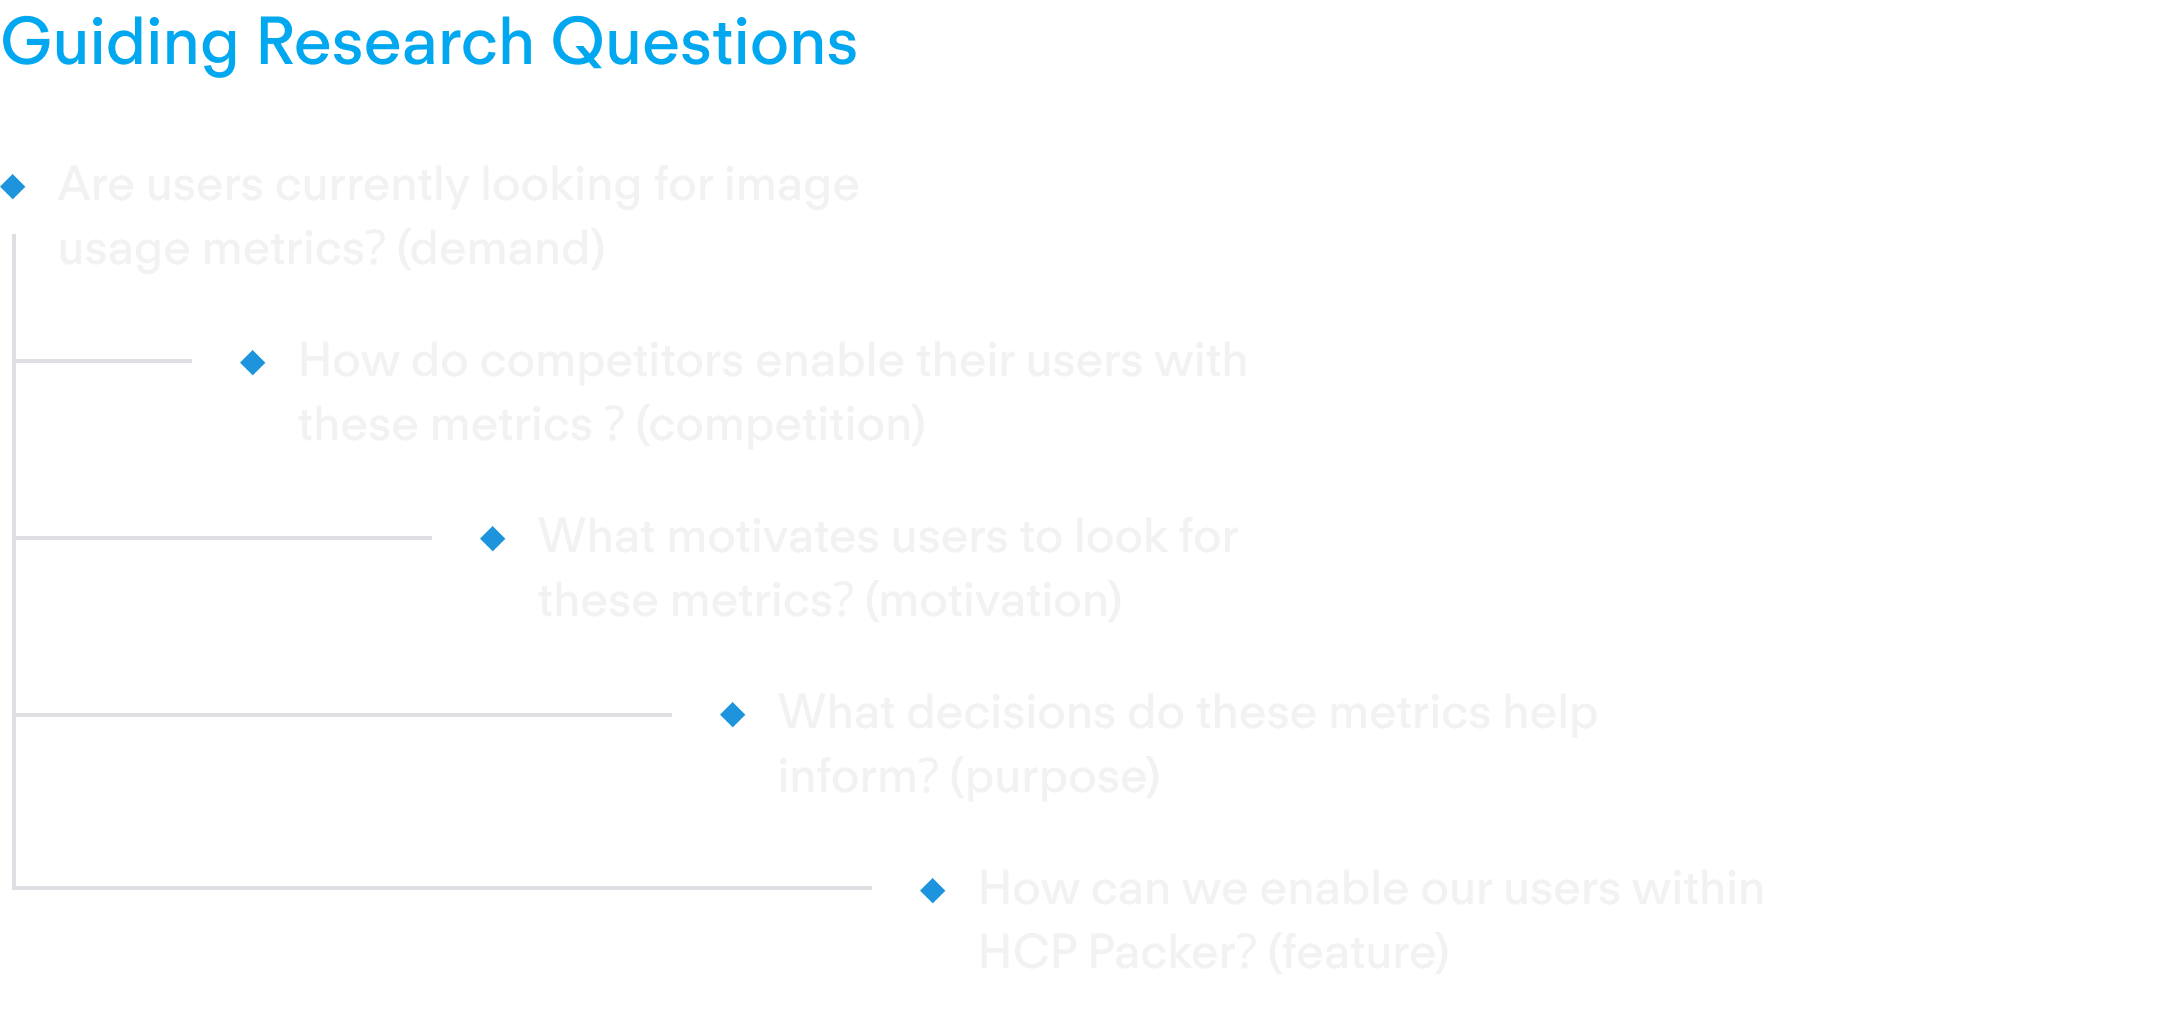 Guiding Research Questions
Are users currently looking for image
usage metrics? (demand)
How do competitors enable their users with
these metrics ? (competition)
What motivates users to look for
these metrics? (motivation)
What decisions do these metrics help
inform? (purpose)
How can we enable our users within
HCP Packer? (feature)